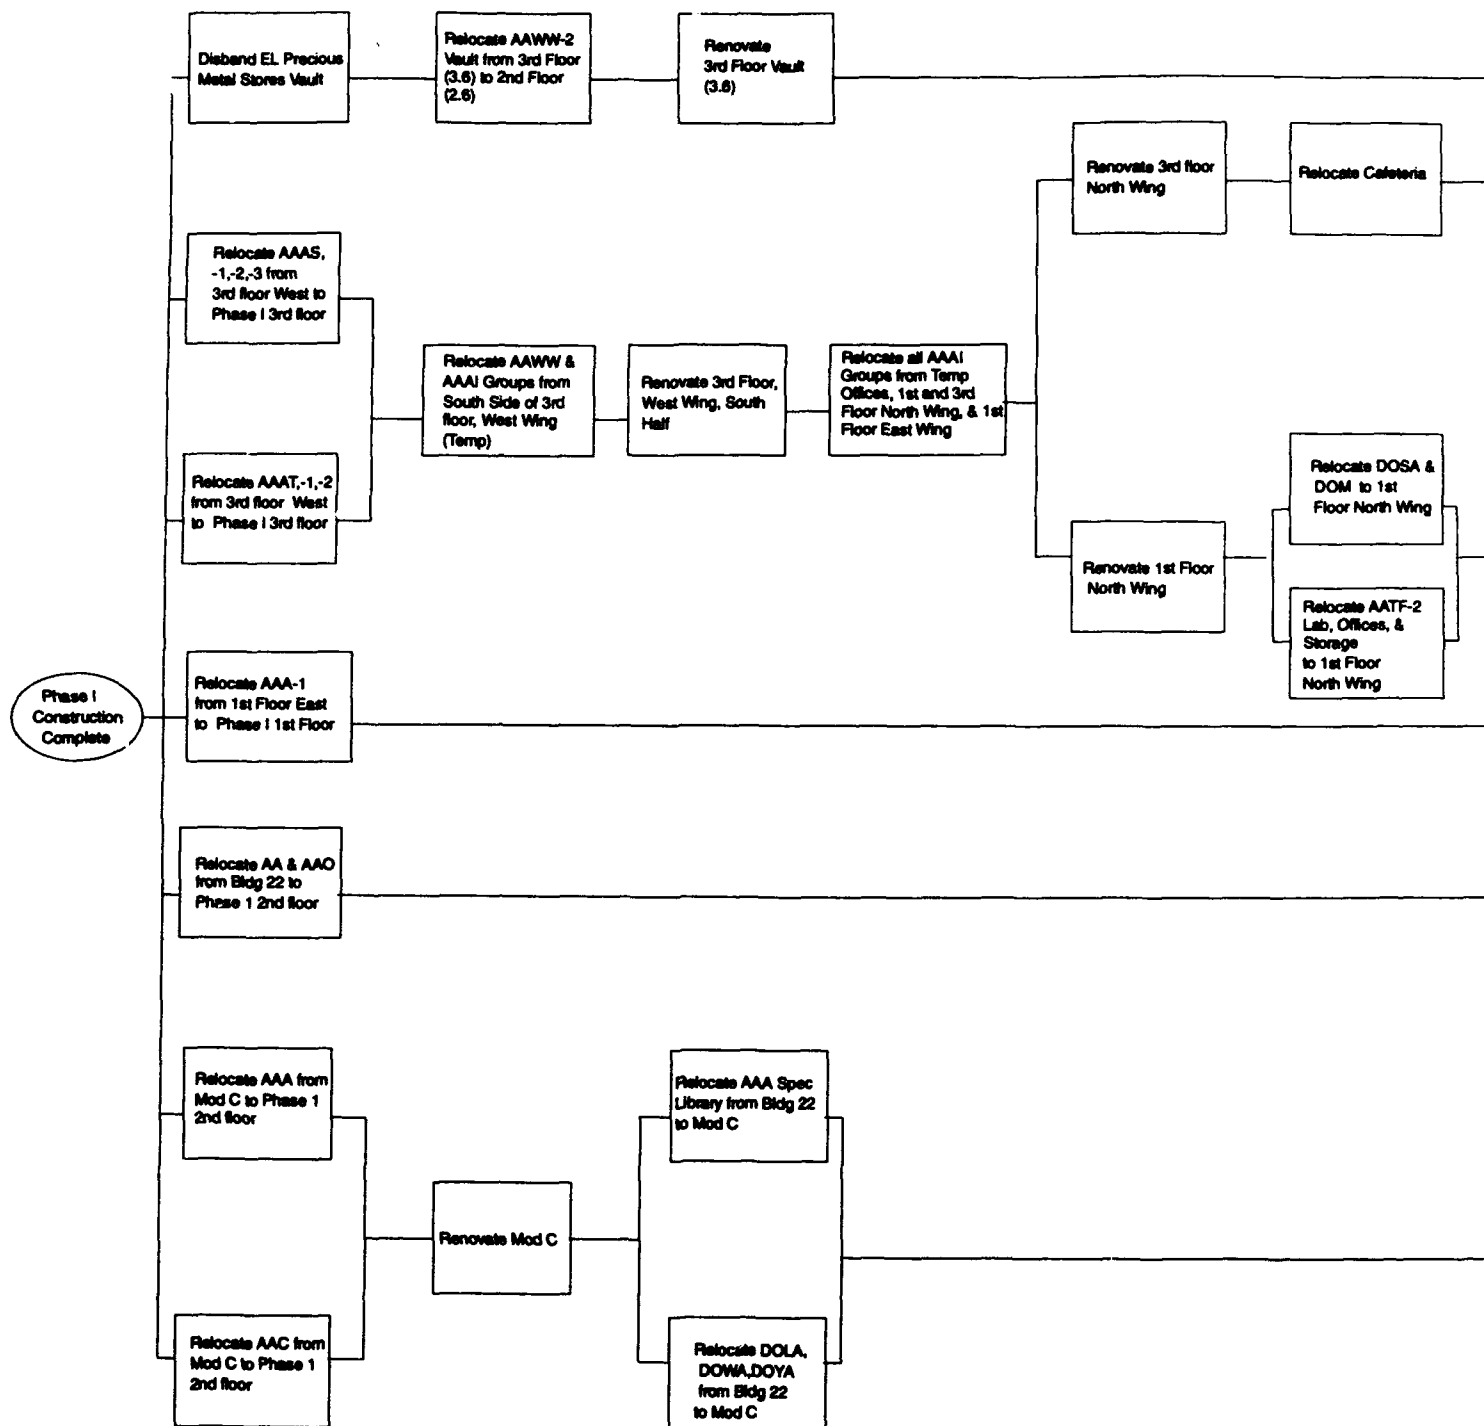 Disband EL Precious
Metal Stores Vault
Relocate AAWW-2
Vault from 3rd Floor
(3.6) to 2nd Floor
(2.6)
Renovate
3rd Floor Vault
(3.6)
Renovate 3rd floor
North Wing
Relocate Cafeteria
Relocate AAAS,
-1,-2,-3 from
3rd floor West to
Phase I 3rd floor
Relocate AAWW &
AAAI Groups from
South Side of 3rd
floor, West Wing
(Temp)
Renovate 3rd Floor,
West Wing, South
Half
Relocate all AAAI
Groups from Temp
Offices, 1st and 3rd
Floor North Wing, & 1st
Floor East Wing
Relocate AAAT,-1,-2
from 3rd floor West
to Phase I 3rd floor
Relocate DOSA &
DOM to 1st
Floor North Wing
Renovate 1st Floor
North Wing
Relocate AATF-2
Lab, Offices, &
Storage
to 1st Floor
North Wing
Phase I
Construction
Complete
Relocate AAA-1
from 1st Floor East
to Phase I 1st Floor
Relocate AA & AAO
from Bldg 22 to
Phase 1 2nd floor
Relocate AAA from
Mod C to Phase 1
2nd floor
Relocate AAA Spec
Library from Bldg 22
to Mod C
Renovate Mod C
Relocate AAC from
Mod C to Phase 1
2nd floor
Relocate DOLA,
DOWA,DOYA
from Bldg 22
to Mod C